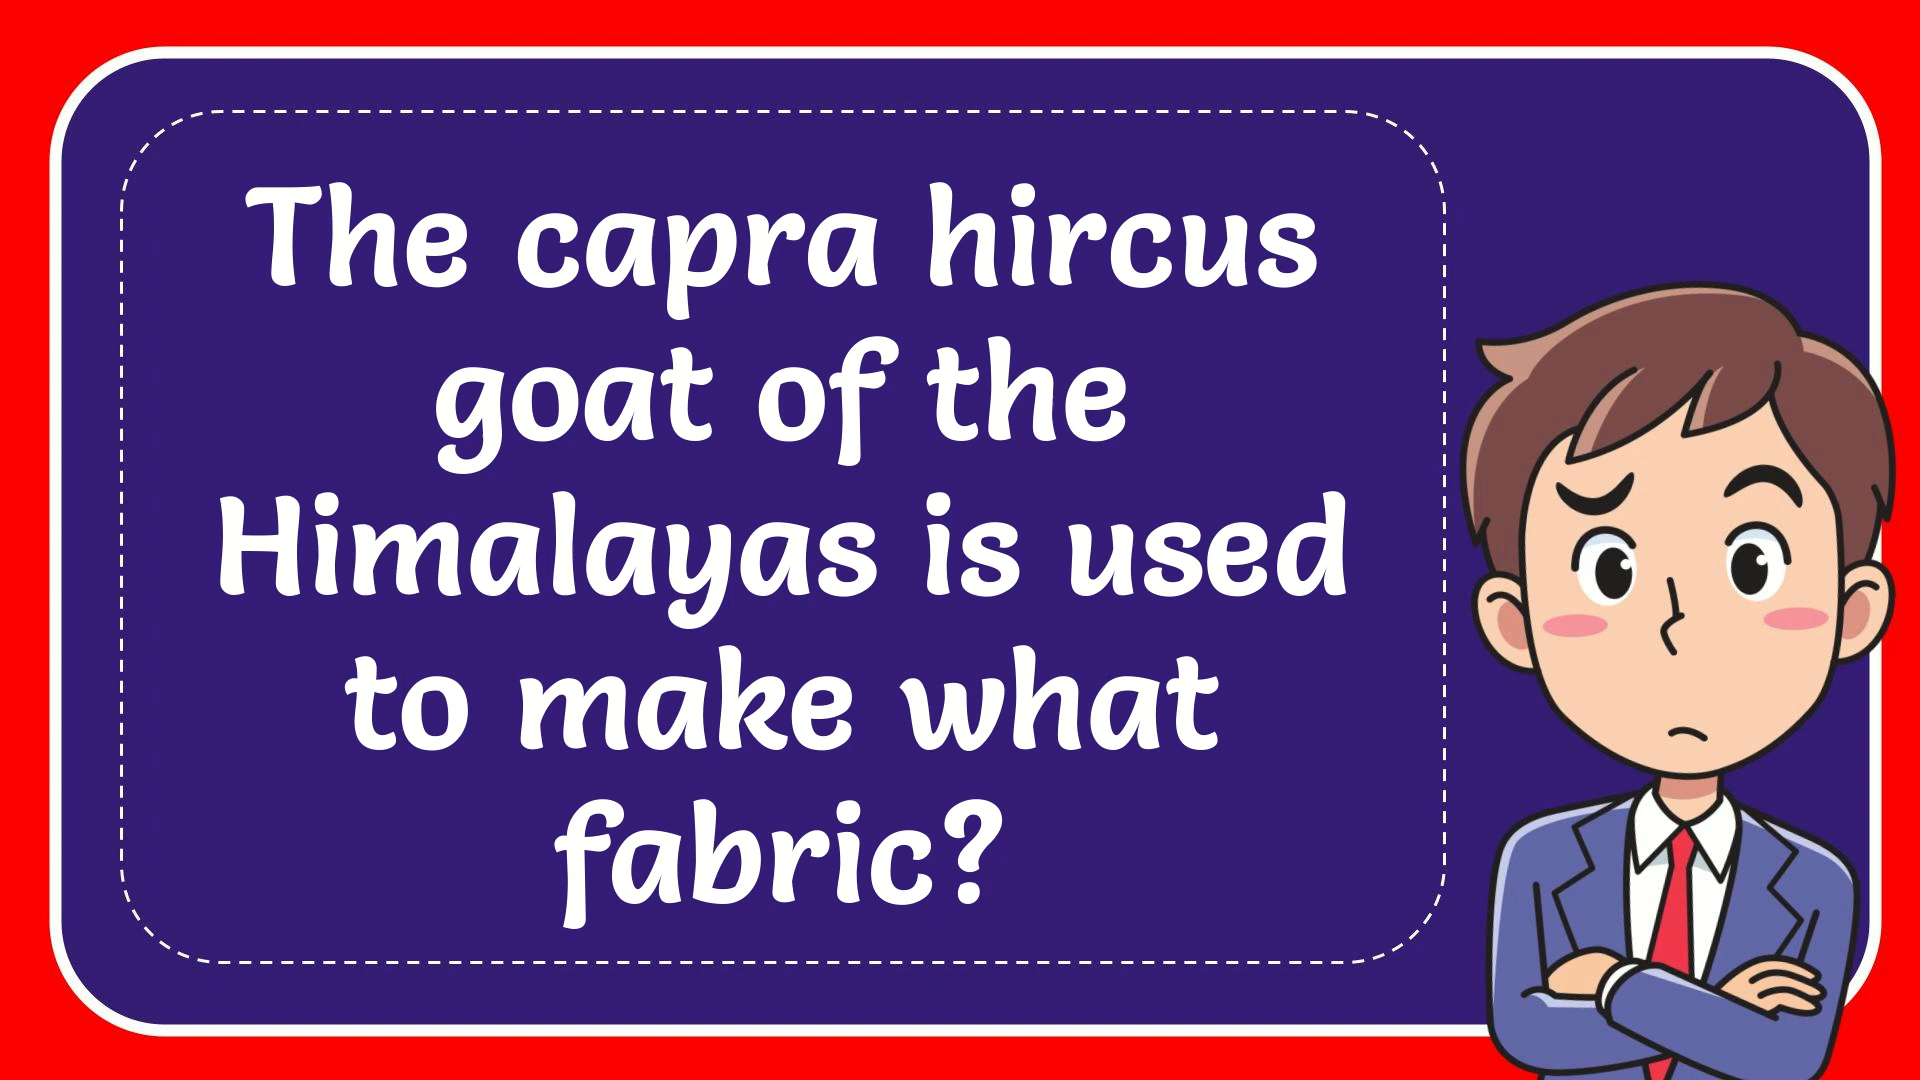 The capra hircus
goat of the
Himalayas is used
to make what
fabric?